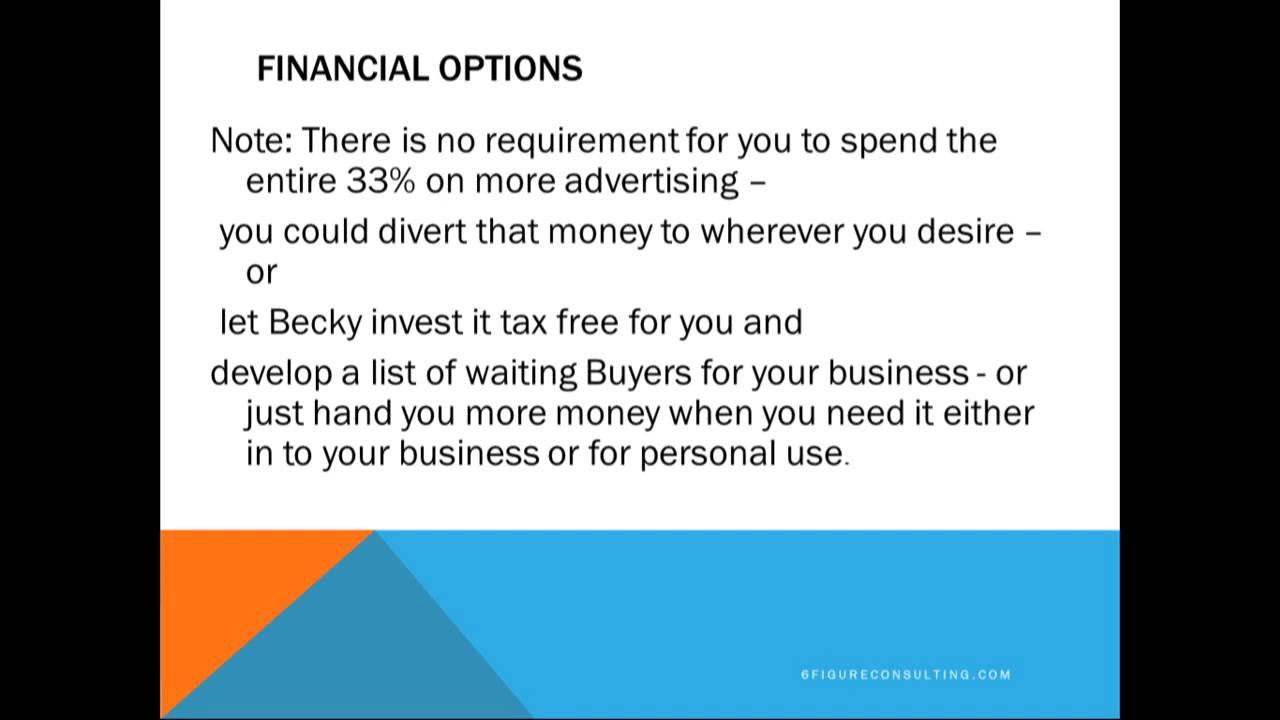 FINANCIAL OPTIONS
Note: There is no requirement for you to spend the
entire 33% on more advertising –
you could divert that money to wherever you desire –
or
let Becky invest it tax free for you and
develop a list of waiting Buyers for your business - or
just hand you more money when you need it either
in to your business or for personal use.
6FIGURECONSULTING.COM